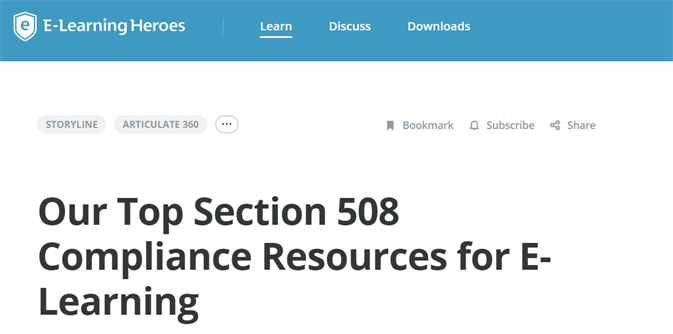 e E-Learning Heroes Learn Discuss Downloads
STORYLINE ARTICULATE 360 ... Bookmark Subscribe Share
Our Top Section 508
Compliance Resources for E-
Learning